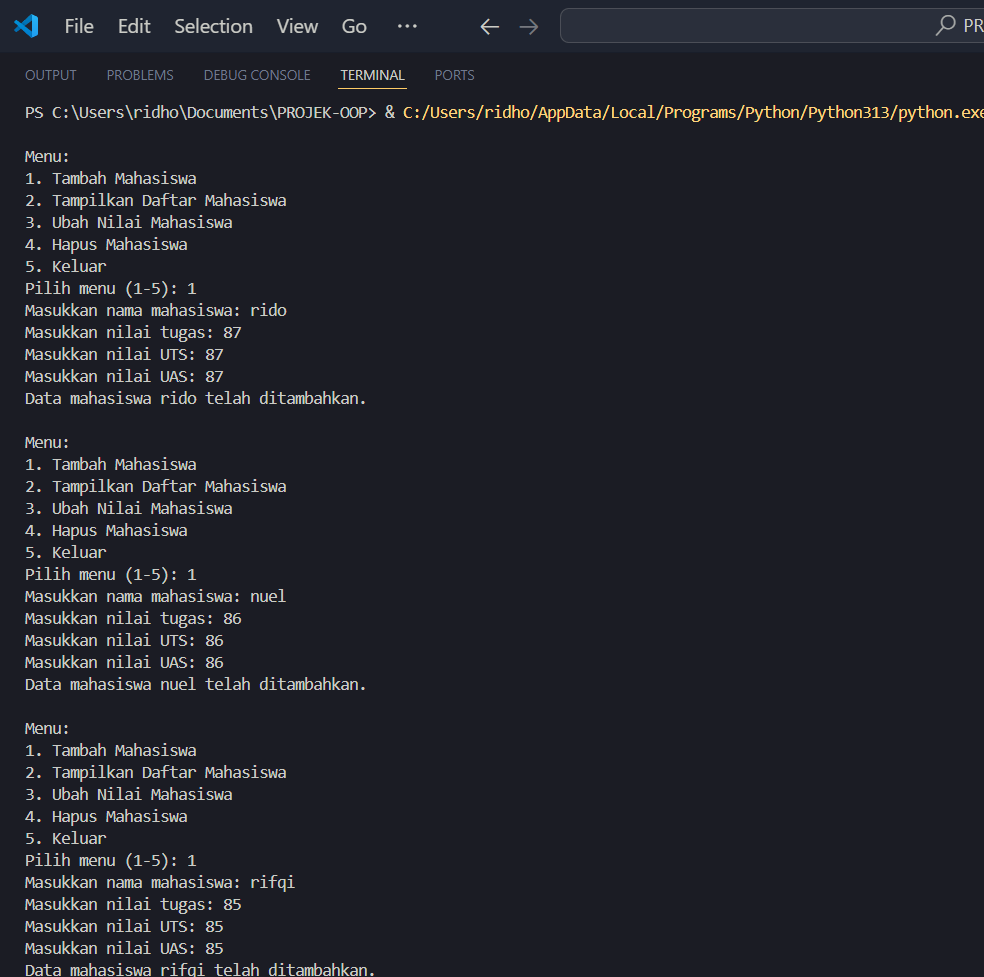 File Edit Selection View Go ...
PR
OUTPUT PROBLEMS DEBUG CONSOLE TERMINAL PORTS
PS C:\Users\ridho\Documents\PROJEK-OOP> & C:/Users/ridho/AppData/Local/Programs/Python/Python313/python.exe
Menu:
1. Tambah Mahasiswa
2. Tampilkan Daftar Mahasiswa
3. Ubah Nilai Mahasiswa
4. Hapus Mahasiswa
5. Keluar
Pilih menu (1-5): 1
Masukkan nama mahasiswa: rido
Masukkan nilai tugas: 87
Masukkan nilai UTS: 87
Masukkan nilai UAS: 87
Data mahasiswa rido telah ditambahkan.
Menu:
1. Tambah Mahasiswa
2. Tampilkan Daftar Mahasiswa
3. Ubah Nilai Mahasiswa
4. Hapus Mahasiswa
5. Keluar
Pilih menu (1-5): 1
Masukkan nama mahasiswa: nuel
Masukkan nilai tugas: 86
Masukkan nilai UTS: 86
Masukkan nilai UAS: 86
Data mahasiswa nuel telah ditambahkan.
Menu:
1. Tambah Mahasiswa
2. Tampilkan Daftar Mahasiswa
3. Ubah Nilai Mahasiswa
4. Hapus Mahasiswa
5. Keluar
Pilih menu (1-5): 1
Masukkan nama mahasiswa: rifqi
Masukkan nilai tugas: 85
Masukkan nilai UTS: 85
Masukkan nilai UAS: 85
Data mahasiswa rifqi telah ditambahkan.